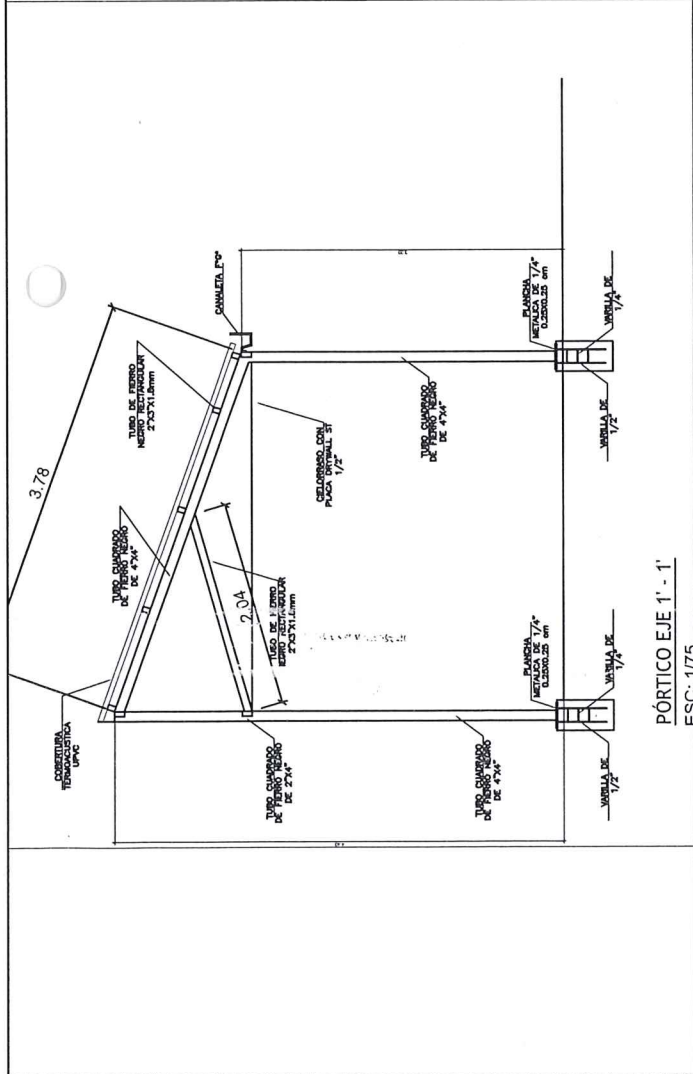 3.78
TUBO DE FIERRO
NEGRO RECTANGULAR
2"X3"X1.8mm
CANALETA FºGº
TUBO CUADRADO
DE FIERRO NEGRO
DE 4"X4"
COBERTURA
TERMOACUSTICA
UPVC
2.04
TUBO DE FIERRO
NEGRO RECTANGULAR
CIELORRASO CON
PLACA DRYWALL ST
1/2"
TUBO CUADRADO
DE FIERRO NEGRO
DE 2"X4"
TUBO CUADRADO
DE FIERRO NEGRO
DE 4"X4"
TUBO CUADRADO
DE FIERRO NEGRO
DE 4"X4"
PLANCHA
METALICA DE 1/4"
0.25X0.25 cm
VARILLA DE
1/2"
VARILLA DE
1/4"
PLANCHA
METALICA DE 1/4"
0.25X0.25 cm
VARILLA DE
1/2"
VARILLA DE
1/4"
PÓRTICO EJE 1' - 1'
ESC: 1/75